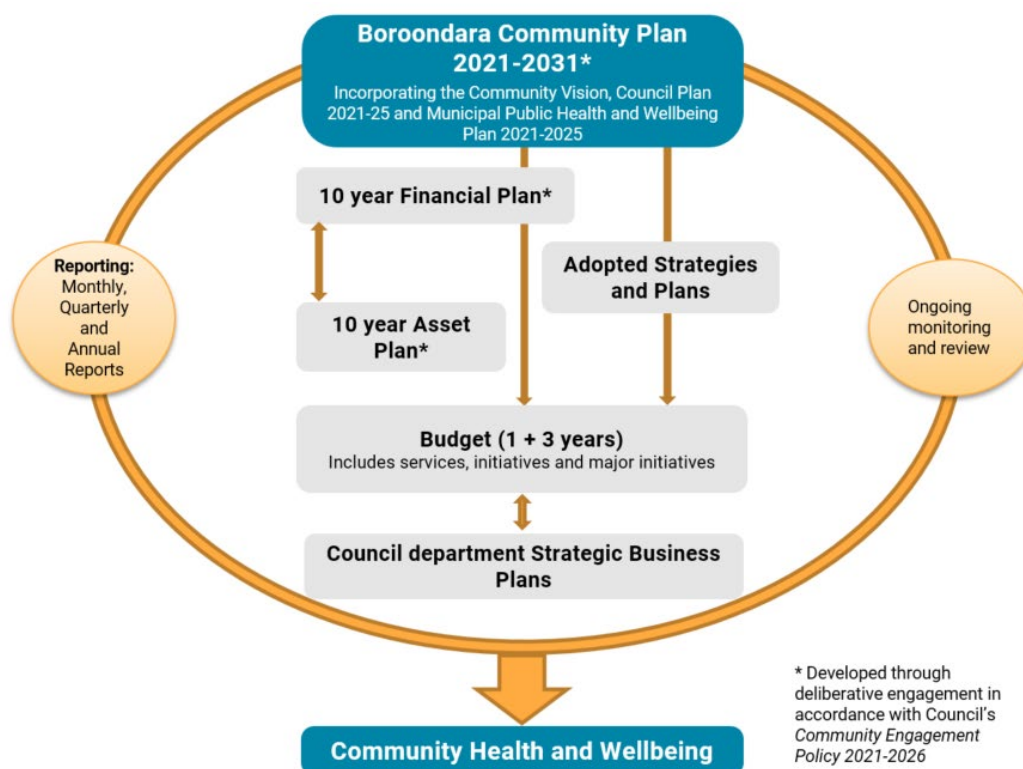 Boroondara Community Plan
2021-2031*
Incorporating the Community Vision, Council Plan
2021-25 and Municipal Public Health and Wellbeing
Plan 2021-2025
10 year Financial Plan*
Adopted Strategies
and Plans
10 year Asset
Plan*
Reporting:
Monthly,
Quarterly
and
Annual
Reports
Ongoing
monitoring
and review
Budget (1 + 3 years)
Includes services, initiatives and major initiatives
Council department Strategic Business
Plans
Community Health and Wellbeing
* Developed through
deliberative engagement in
accordance with Council's
Community Engagement
Policy 2021-2026